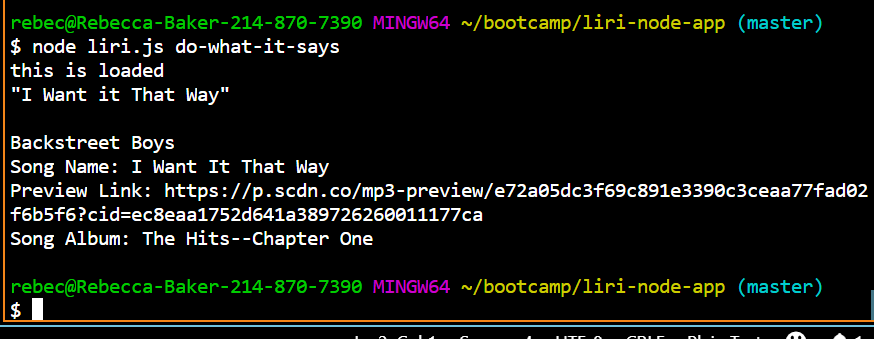 rebec@Rebecca-Baker-214-870-7390 MINGW64 ~/bootcamp/liri-node-app (master)
$ node liri.js do-what-it-says
this is loaded
"I Want it That Way"
Backstreet Boys
Song Name: I Want It That Way
Preview Link: https://p.scdn.co/mp3-preview/e72a05dc3f69c891e3390c3ceaa77fad02
f6b5f6?cid=ec8eaa1752d641a389726260011177ca
Song Album: The Hits--Chapter One
rebec@Rebecca-Baker-214-870-7390 MINGW64 ~/bootcamp/liri-node-app (master)
$